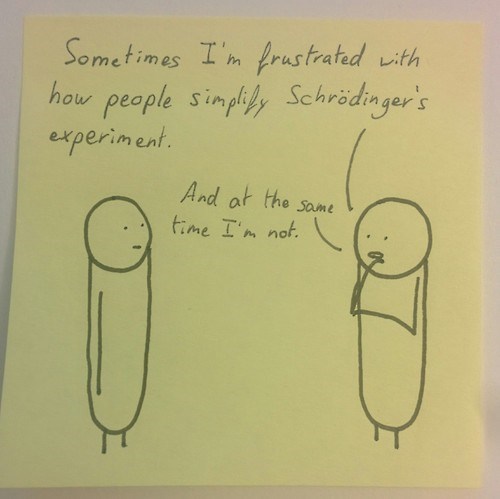 Sometimes I'm frustrated with
how people simplify Schrödinger's
experiment.
And at the same
time I'm not.